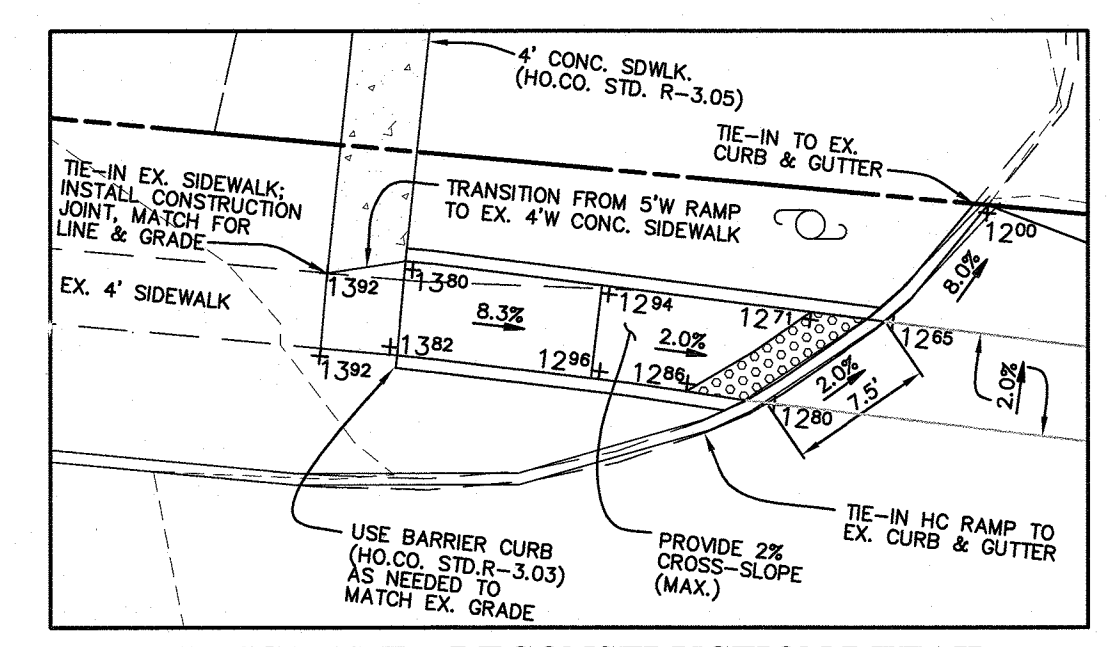 4' CONC. SDWLK.
(HO.CO. STD. R-3.05)
TIE-IN TO EX.
CURB & GUTTER
TIE-IN EX. SIDEWALK;
INSTALL CONSTRUCTION
JOINT, MATCH FOR
LINE & GRADE
TRANSITION FROM 5'W RAMP
TO EX. 4'W CONC. SIDEWALK
1200
8.0%
EX. 4' SIDEWALK
1392
1380
8.3%
1294
1271
1265
2.0%
1382
1392
1296
1286
2.0%
7.5'
2.0%
1280
USE BARRIER CURB
(HO.CO. STD.R-3.03)
AS NEEDED TO
MATCH EX. GRADE
PROVIDE 2%
CROSS-SLOPE
(MAX.)
TIE-IN HC RAMP TO
EX. CURB & GUTTER